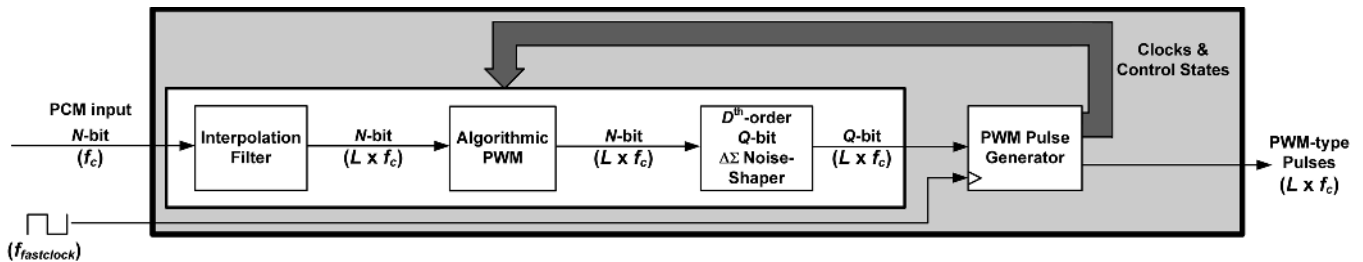 Clocks &
Control States
PCM input
N-bit
(fc)
Interpolation
Filter
N-bit
(L x fc)
Algorithmic
PWM
N-bit
(L x fc)
Dth-order
Q-bit
ΔΣ Noise-
Shaper
Q-bit
(L x fc)
PWM Pulse
Generator
PWM-type
Pulses
(L x fc)
(ffastclock)